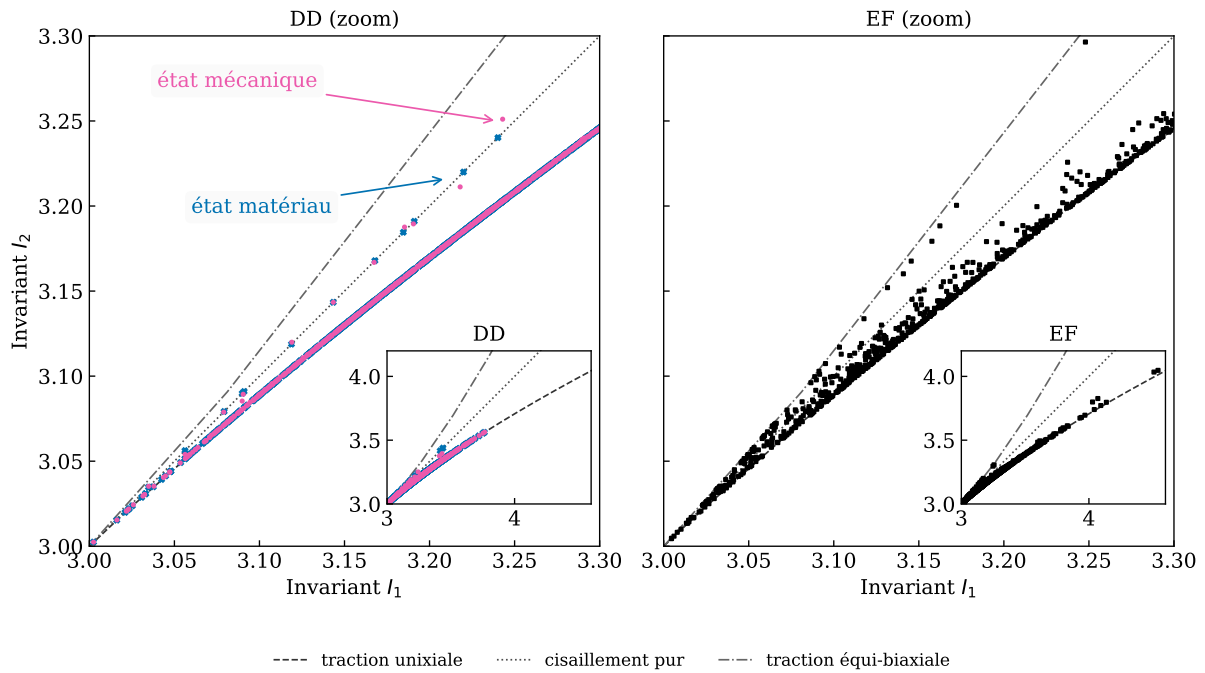 DD (zoom)
EF (zoom)
3.30
3.25
3.20
3.15
3.10
3.05
3.00
Invariant I₂
état mécanique
état matériau
DD
4.0
3.5
3.0
3
4
EF
4.0
3.5
3.0
3
4
3.00
3.05
3.10
3.15
3.20
3.25
3.30
3.00
3.05
3.10
3.15
3.20
3.25
3.30
Invariant I₁
Invariant I₁
traction unixiale
cisaillement pur
traction équi-biaxiale